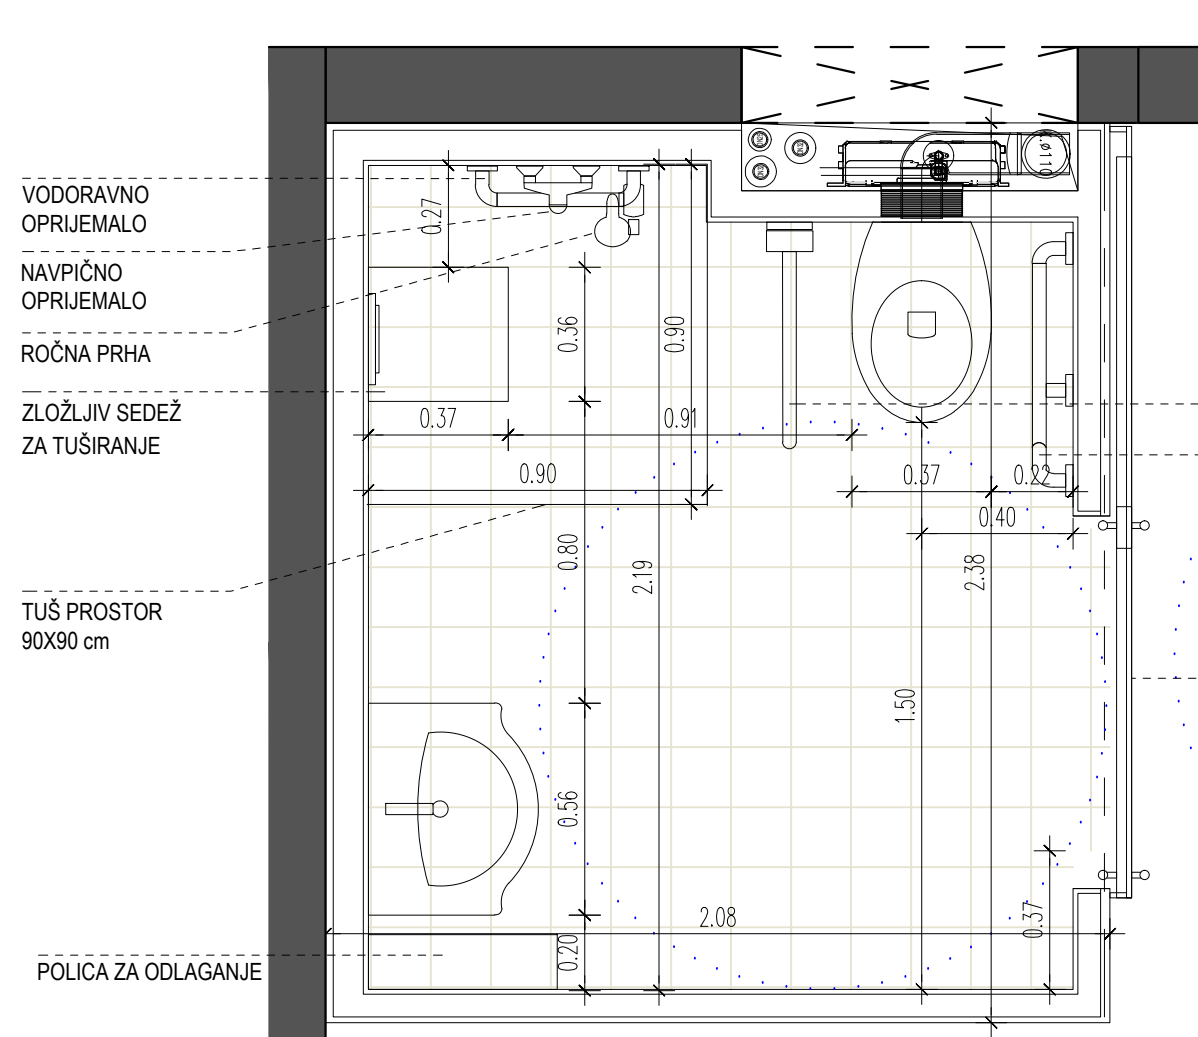 VODORAVNO
OPRIJEMALO
NAVPIČNO
OPRIJEMALO
ROČNA PRHA
ZLOŽLJIV SEDEŽ
ZA TUŠIRANJE
TUŠ PROSTOR
90X90 cm
POLICA ZA ODLAGANJE
0.27
0.36
0.90
0.37
0.91
0.90
0.37
0.22
0.40
0.80
2.19
2.38
1.50
0.56
2.08
0.37
0.20